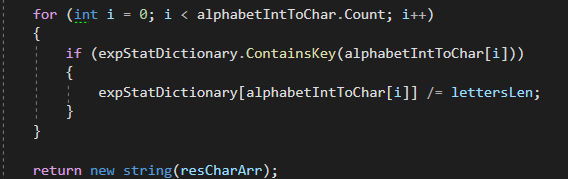 for (int i = 0; i < alphabetIntToChar.Count; i++)
{
if (expStatDictionary.ContainsKey(alphabetIntToChar[i]))
{
expStatDictionary[alphabetIntToChar[i]] /= lettersLen;
}
}
return new string(resCharArr);